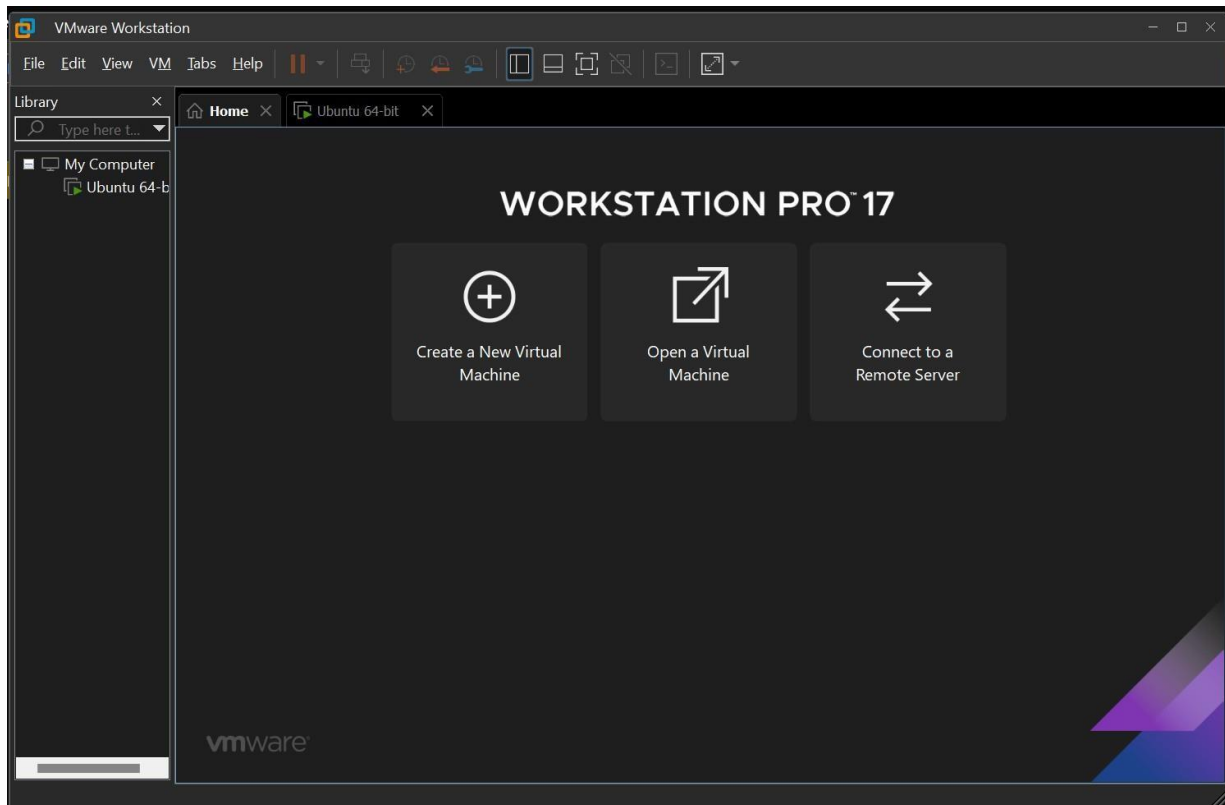 VMware Workstation
File Edit View VM Tabs Help
Library
Type here t...
My Computer
Ubuntu 64-b
Home
Ubuntu 64-bit
WORKSTATION PRO™ 17
Create a New Virtual
Machine
Open a Virtual
Machine
Connect to a
Remote Server
vmware®